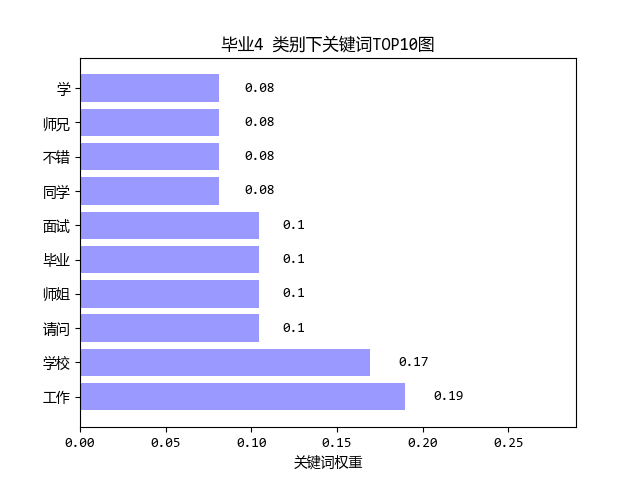 毕业4 类别下关键词TOP10图
学 0.08
师兄 0.08
不错 0.08
同学 0.08
面试 0.1
毕业 0.1
师姐 0.1
请问 0.1
学校 0.17
工作 0.19
0.00 0.05 0.10 0.15 0.20 0.25
关键词权重